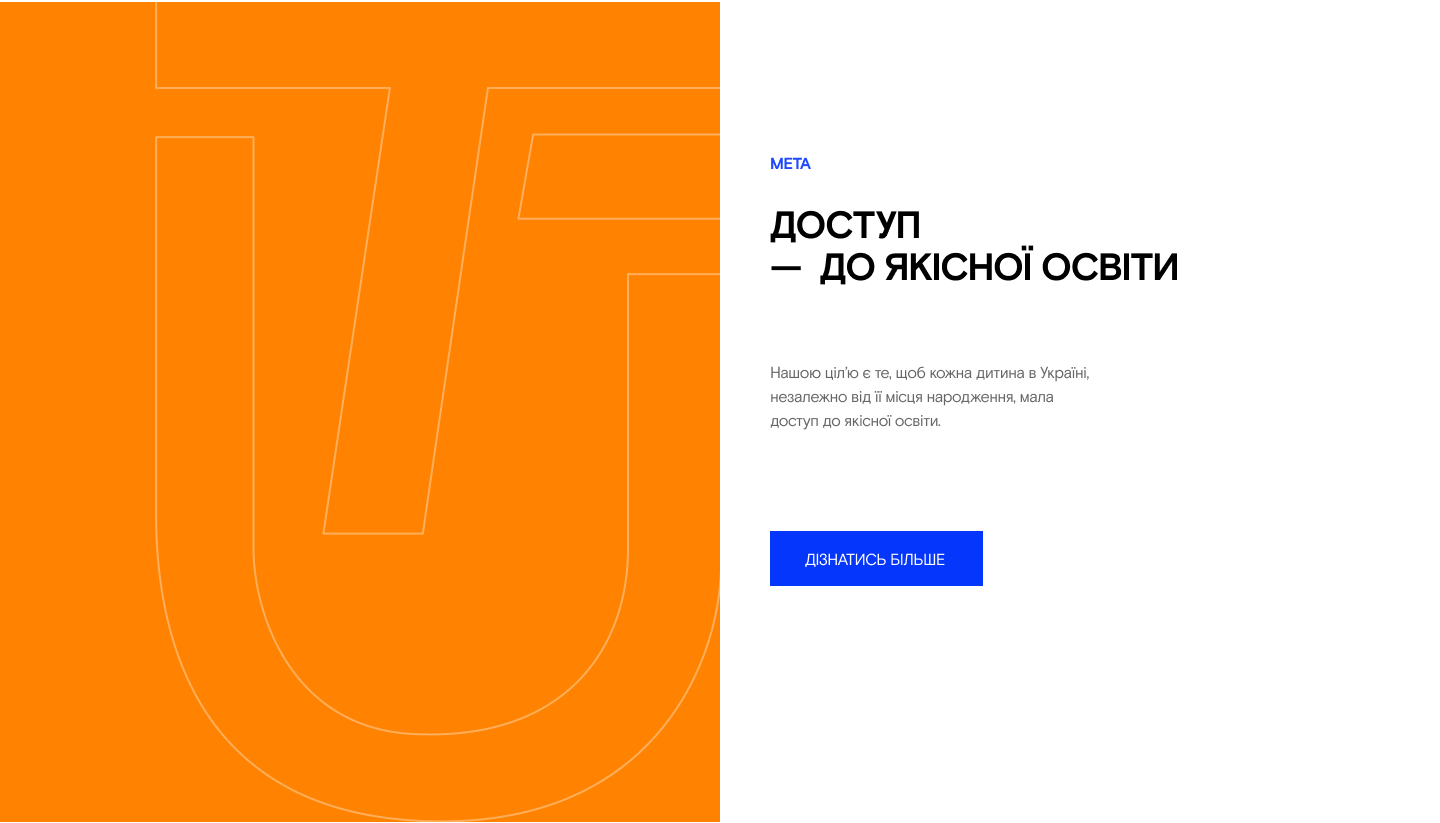 МЕТА
ДОСТУП
— ДО ЯКІСНОЇ ОСВІТИ
Нашою ціл'ю є те, щоб кожна дитина в Україні,
незалежно від її місця народження, мала
доступ до якісної освіти.
ДІЗНАТИСЬ БІЛЬШЕ